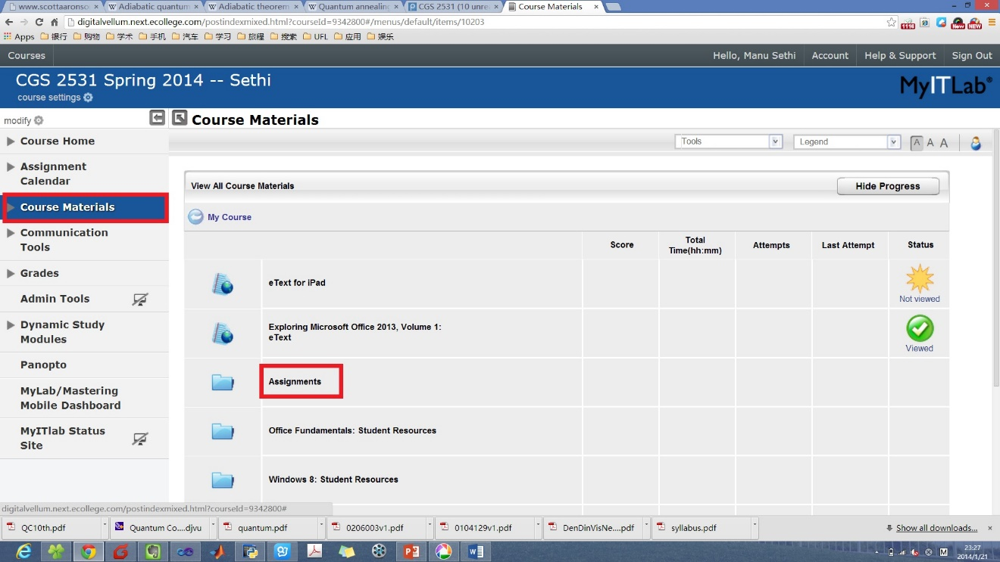 www.scottaaronso
Adiabatic quantum
Adiabatic theorem
Quantum annealing
CGS 2531 (10 unre
Course Materials
digitalvellum.next.ecollege.com/postindexmixed.html?courseId=9342800#/menus/default/items/10203
Apps 银行 购物 学术 手机 汽车 学习 旅程 搜索 UFL 应用 娱乐
Courses
Hello, Manu Sethi
Account
Help & Support
Sign Out
CGS 2531 Spring 2014 -- Sethi
course settings
MyITLab®
modify
Course Materials
Course Home
Assignment
Calendar
Course Materials
Communication
Tools
Grades
Admin Tools
Dynamic Study
Modules
Panopto
MyLab/Mastering
Mobile Dashboard
MyITlab Status
Site
Tools
Legend
A A A
View All Course Materials
Hide Progress
My Course
Score
Total
Time(hh:mm)
Attempts
Last Attempt
Status
eText for iPad
Not viewed
Exploring Microsoft Office 2013, Volume 1:
eText
Viewed
Assignments
Office Fundamentals: Student Resources
Windows 8: Student Resources
digitalvellum.next.ecollege.com/postindexmixed.html?courseId=9342800#
QC10th.pdf
Quantum Co....djvu
quantum.pdf
0206003v1.pdf
0104129v1.pdf
DenDinVisNe....pdf
syllabus.pdf
Show all downloads...
23:27
2014/1/21